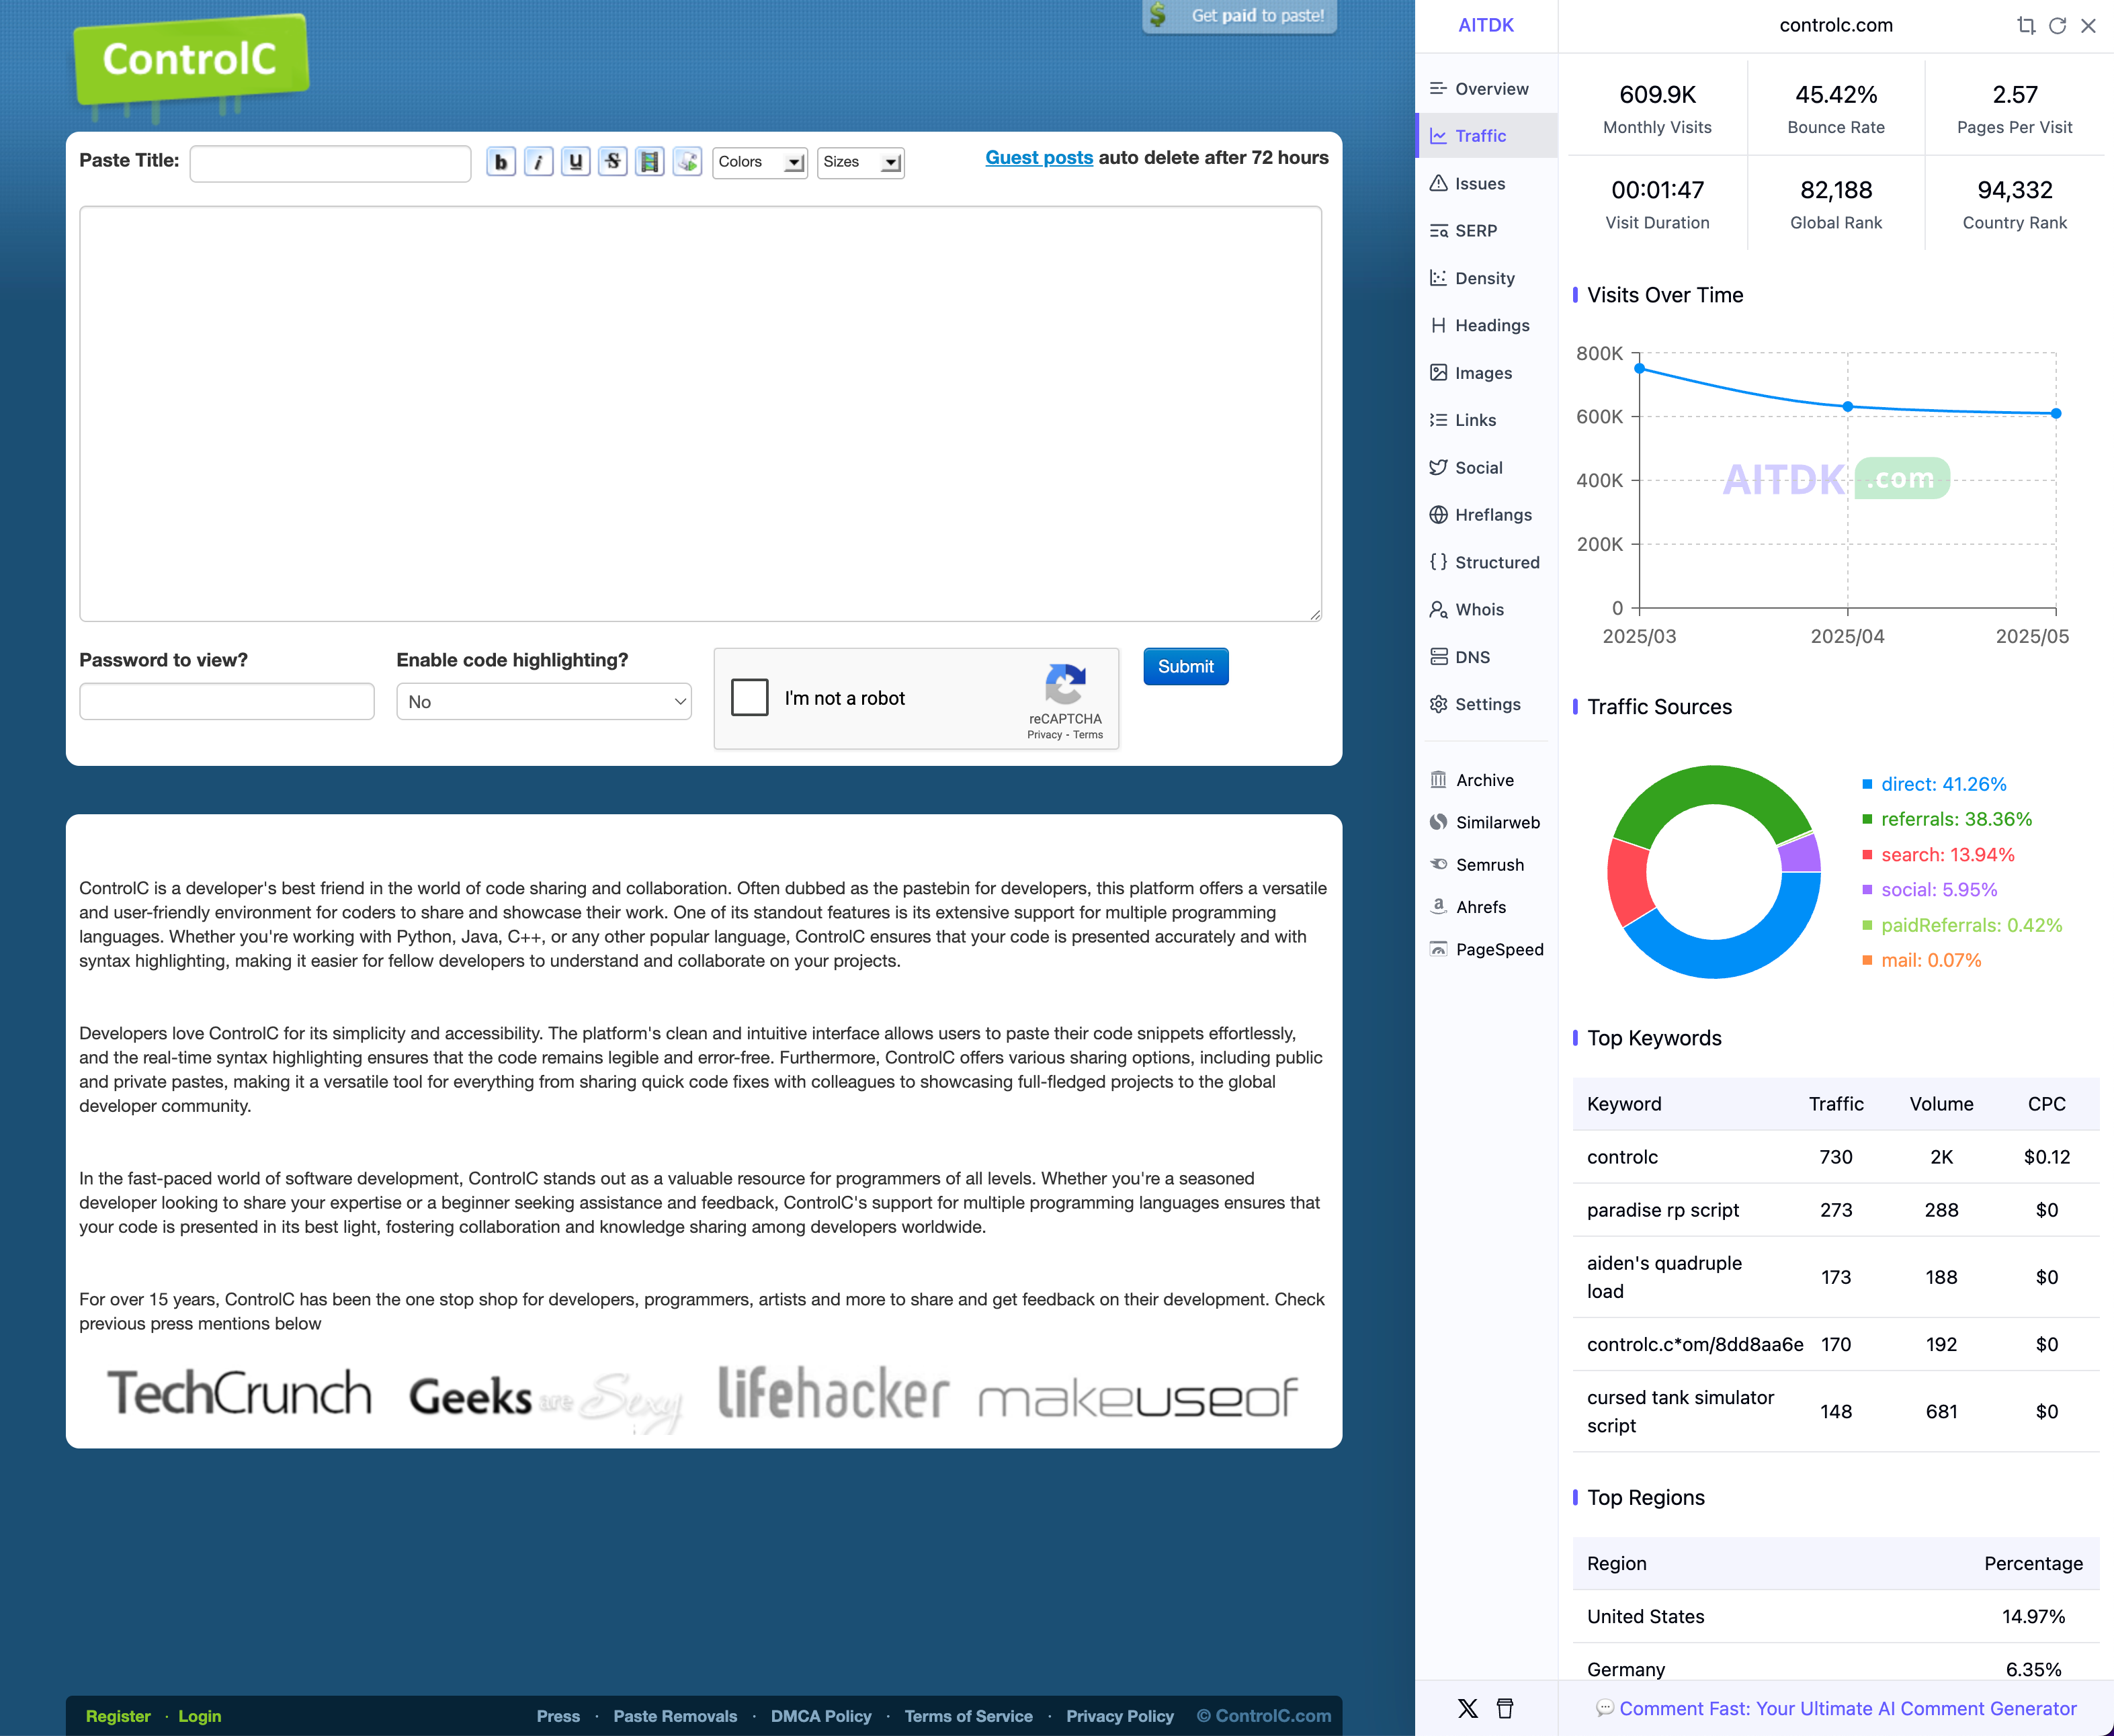 ControlC
Get paid to paste!
Paste Title:
b i U S
Colors
Sizes
Guest posts auto delete after 72 hours
Password to view?
Enable code highlighting?
No
I'm not a robot
reCAPTCHA
Privacy - Terms
Submit
ControlC is a developer's best friend in the world of code sharing and collaboration. Often dubbed as the pastebin for developers, this platform offers a versatile
and user-friendly environment for coders to share and showcase their work. One of its standout features is its extensive support for multiple programming
languages. Whether you're working with Python, Java, C++, or any other popular language, ControlC ensures that your code is presented accurately and with
syntax highlighting, making it easier for fellow developers to understand and collaborate on your projects.
Developers love ControlC for its simplicity and accessibility. The platform's clean and intuitive interface allows users to paste their code snippets effortlessly,
and the real-time syntax highlighting ensures that the code remains legible and error-free. Furthermore, ControlC offers various sharing options, including public
and private pastes, making it a versatile tool for everything from sharing quick code fixes with colleagues to showcasing full-fledged projects to the global
developer community.
In the fast-paced world of software development, ControlC stands out as a valuable resource for programmers of all levels. Whether you're a seasoned
developer looking to share your expertise or a beginner seeking assistance and feedback, ControlC's support for multiple programming languages ensures that
your code is presented in its best light, fostering collaboration and knowledge sharing among developers worldwide.
For over 15 years, ControlC has been the one stop shop for developers, programmers, artists and more to share and get feedback on their development. Check
previous press mentions below
TechCrunch
Geeks are Sexy
lifehacker
makeuseof
Register · Login
Press · Paste Removals · DMCA Policy · Terms of Service · Privacy Policy © ControlC.com
AITDK
Overview
Traffic
Issues
SERP
Density
Headings
Images
Links
Social
Hreflangs
Structured
Whois
DNS
Settings
Archive
Similarweb
Semrush
Ahrefs
PageSpeed
controlc.com
609.9K
Monthly Visits
45.42%
Bounce Rate
2.57
Pages Per Visit
00:01:47
Visit Duration
82,188
Global Rank
94,332
Country Rank
Visits Over Time
800K
600K
400K
200K
0
2025/03 2025/04 2025/05
AITDK .com
Traffic Sources
direct: 41.26%
referrals: 38.36%
search: 13.94%
social: 5.95%
paidReferrals: 0.42%
mail: 0.07%
Top Keywords
Keyword Traffic Volume CPC
controlc 730 2K $0.12
paradise rp script 273 288 $0
aiden's quadruple
load 173 188 $0
controlc.c*om/8dd8aa6e 170 192 $0
cursed tank simulator
script 148 681 $0
Top Regions
Region Percentage
United States 14.97%
Germany 6.35%
Comment Fast: Your Ultimate AI Comment Generator